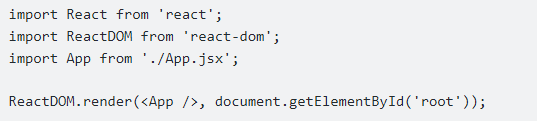 import React from 'react';
import ReactDOM from 'react-dom';
import App from './App.jsx';
ReactDOM.render(<App />, document.getElementById('root'));